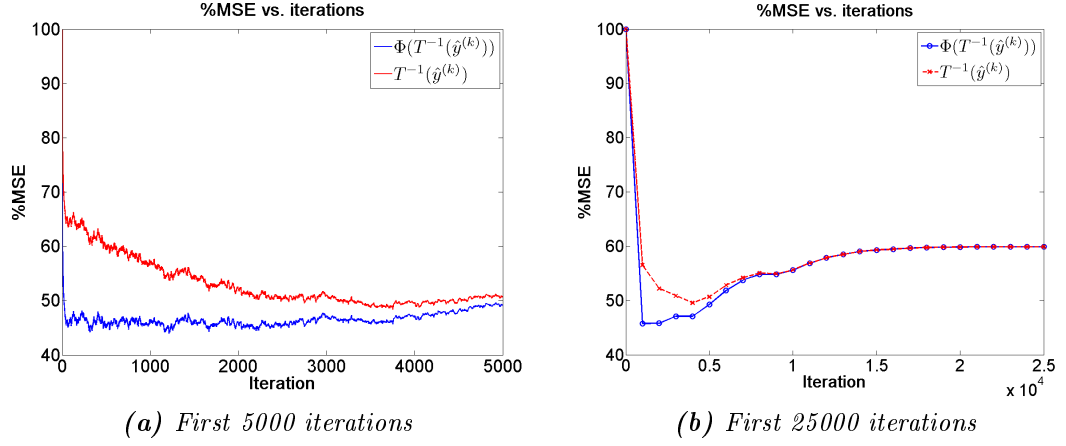 %MSE vs. iterations
100
90
80
70
60
50
40
%MSE
Φ(T⁻¹(ŷ⁽ᵏ⁾))
T⁻¹(ŷ⁽ᵏ⁾)
0
1000
2000
3000
4000
5000
Iteration
(a) First 5000 iterations
%MSE vs. iterations
100
90
80
70
60
50
40
%MSE
Φ(T⁻¹(ŷ⁽ᵏ⁾))
T⁻¹(ŷ⁽ᵏ⁾)
0
0.5
1
1.5
2
2.5
x 10⁴
Iteration
(b) First 25000 iterations